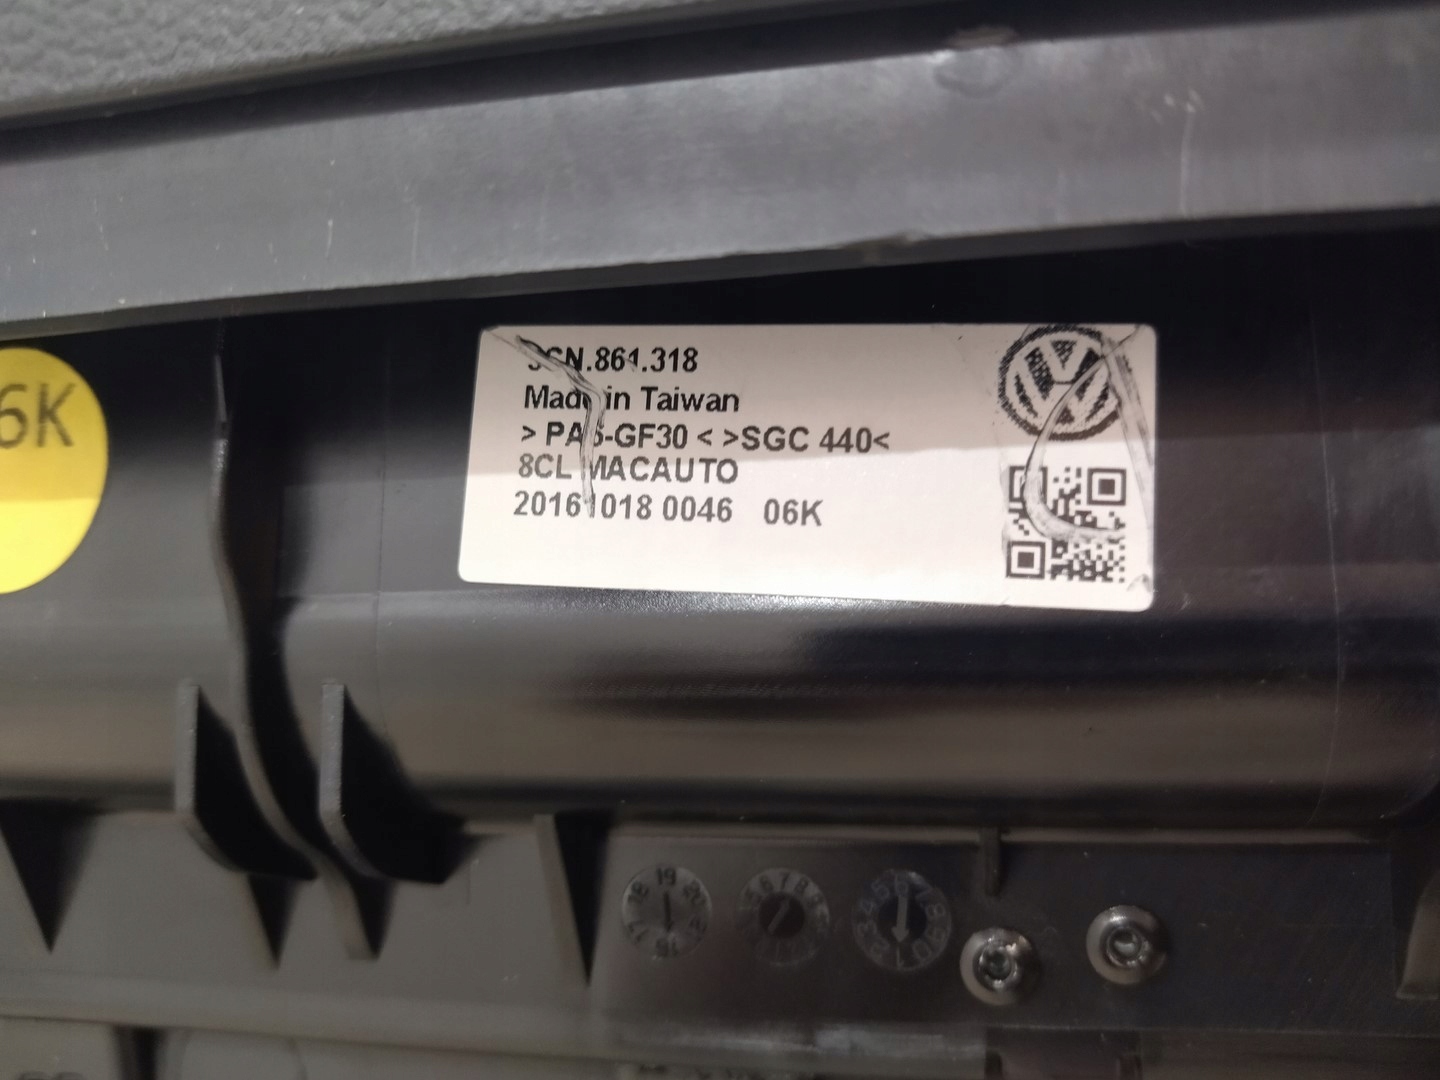 6K
3CN.861.318
Made in Taiwan
>PA6-GF30< >SGC 440<
8CL MACAUTO
20161018 0046 06K